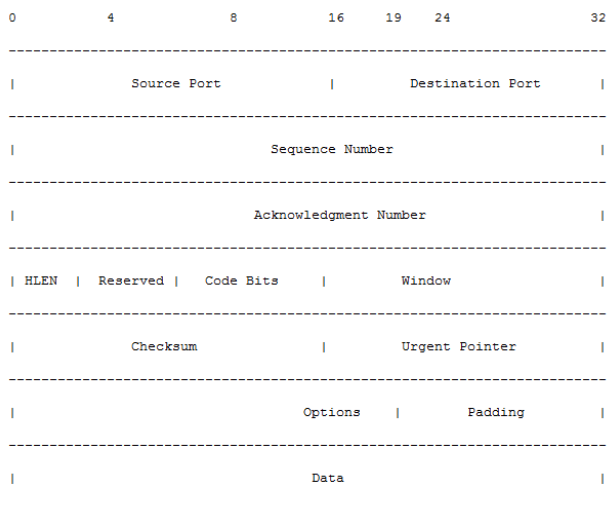 0 4 8 16 19 24 32
------------------------------------------------------------------------
| Source Port | Destination Port |
------------------------------------------------------------------------
| Sequence Number |
------------------------------------------------------------------------
| Acknowledgment Number |
------------------------------------------------------------------------
| HLEN | Reserved | Code Bits | Window |
------------------------------------------------------------------------
| Checksum | Urgent Pointer |
------------------------------------------------------------------------
| Options | Padding |
------------------------------------------------------------------------
| Data |